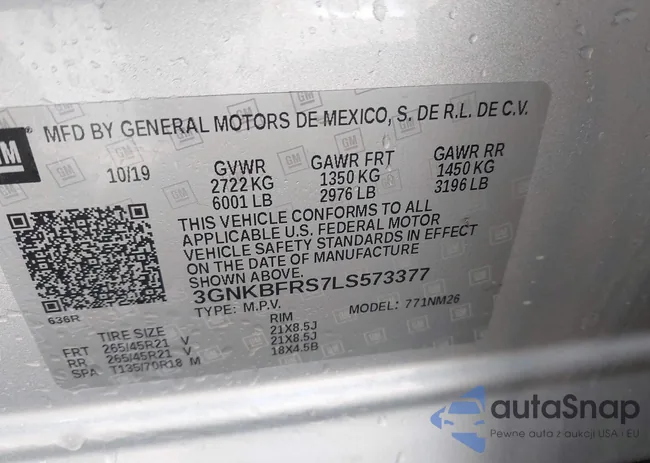 GM
MFD BY GENERAL MOTORS DE MEXICO, S. DE R.L. DE C.V.
10/19 GVWR GAWR FRT GAWR RR
2722 KG 1350 KG 1450 KG
6001 LB 2976 LB 3196 LB
THIS VEHICLE CONFORMS TO ALL
APPLICABLE U.S. FEDERAL MOTOR
VEHICLE SAFETY STANDARDS IN EFFECT
ON THE DATE OF MANUFACTURE
SHOWN ABOVE.
3GNKBFRS7LS573377
TYPE: M.P.V. MODEL: 771NM26
636R
TIRE SIZE RIM
FRT 265/45R21 V 21X8.5J
RR 265/45R21 V 21X8.5J
SPA T135/70R18 M 18X4.5B
autaSnap
Pewne auta z aukcji USA i EU